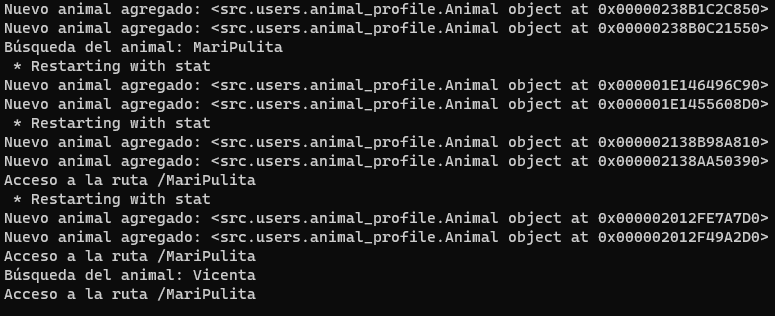 Nuevo animal agregado: <src.users.animal_profile.Animal object at 0x00000238B1C2C850>
Nuevo animal agregado: <src.users.animal_profile.Animal object at 0x00000238B0C21550>
Búsqueda del animal: MariPulita
 * Restarting with stat
Nuevo animal agregado: <src.users.animal_profile.Animal object at 0x000001E146496C90>
Nuevo animal agregado: <src.users.animal_profile.Animal object at 0x000001E1455608D0>
 * Restarting with stat
Nuevo animal agregado: <src.users.animal_profile.Animal object at 0x000002138B98A810>
Nuevo animal agregado: <src.users.animal_profile.Animal object at 0x000002138AA50390>
Acceso a la ruta /MariPulita
 * Restarting with stat
Nuevo animal agregado: <src.users.animal_profile.Animal object at 0x000002012FE7A7D0>
Nuevo animal agregado: <src.users.animal_profile.Animal object at 0x000002012F49A2D0>
Acceso a la ruta /MariPulita
Búsqueda del animal: Vicenta
Acceso a la ruta /MariPulita